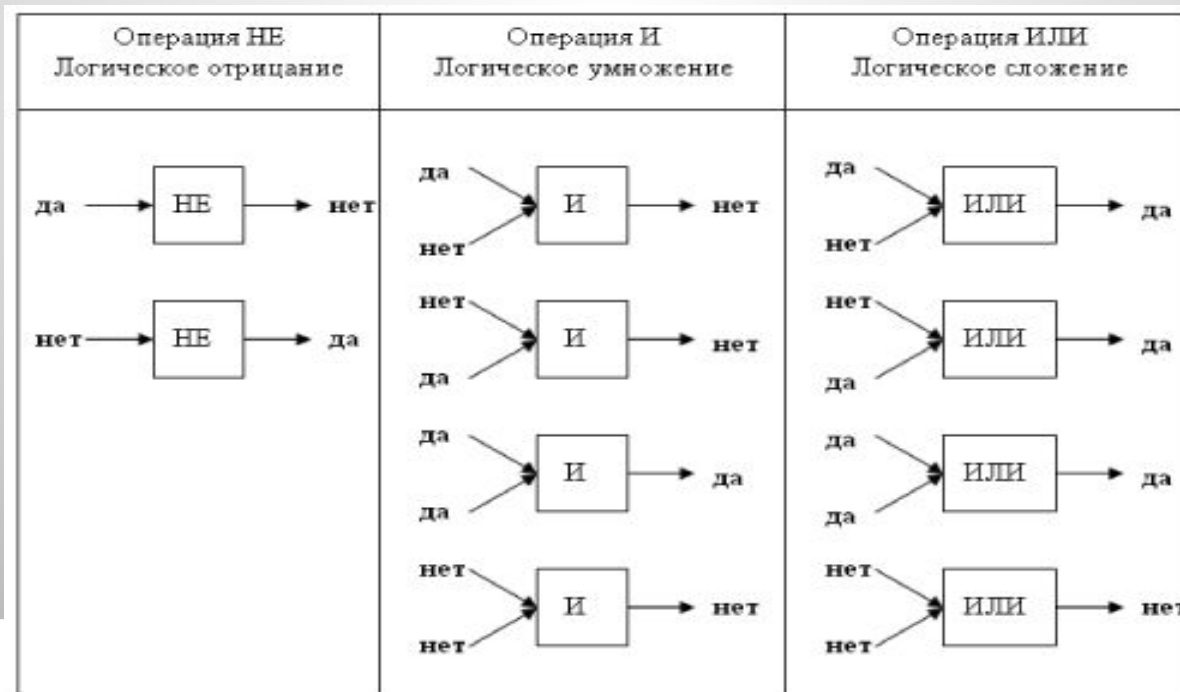 Операция НЕ
Логическое отрицание
да
НЕ
нет
нет
НЕ
да
Операция И
Логическое умножение
да
нет
И
нет
нет
да
И
нет
да
да
И
да
нет
нет
И
нет
Операция ИЛИ
Логическое сложение
да
нет
ИЛИ
да
нет
да
ИЛИ
да
да
да
ИЛИ
да
нет
нет
ИЛИ
нет